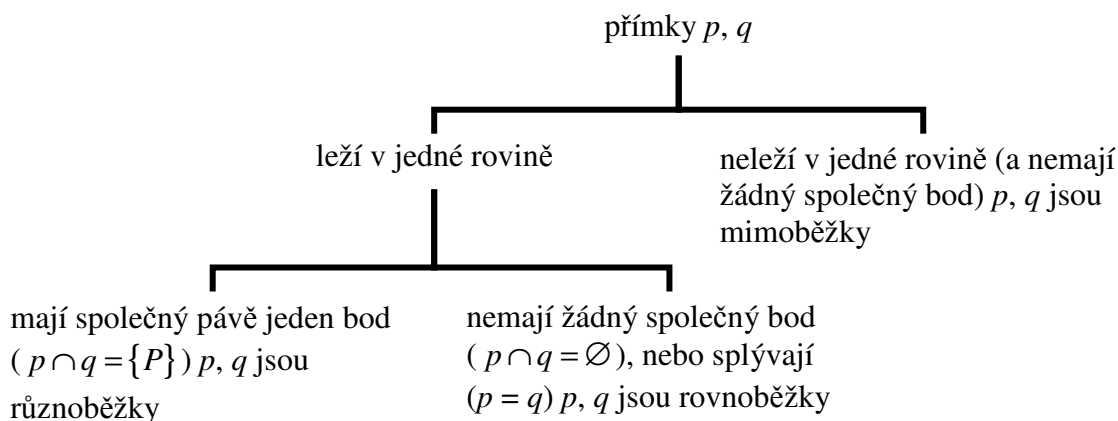 přímky p, q
leží v jedné rovině
neleží v jedné rovině (a nemají
žádný společný bod) p, q jsou
mimoběžky
mají společný pávě jeden bod
( p ∩ q = {P} ) p, q jsou
různoběžky
nemají žádný společný bod
( p ∩ q = ∅ ), nebo splývají
(p = q) p, q jsou rovnoběžky